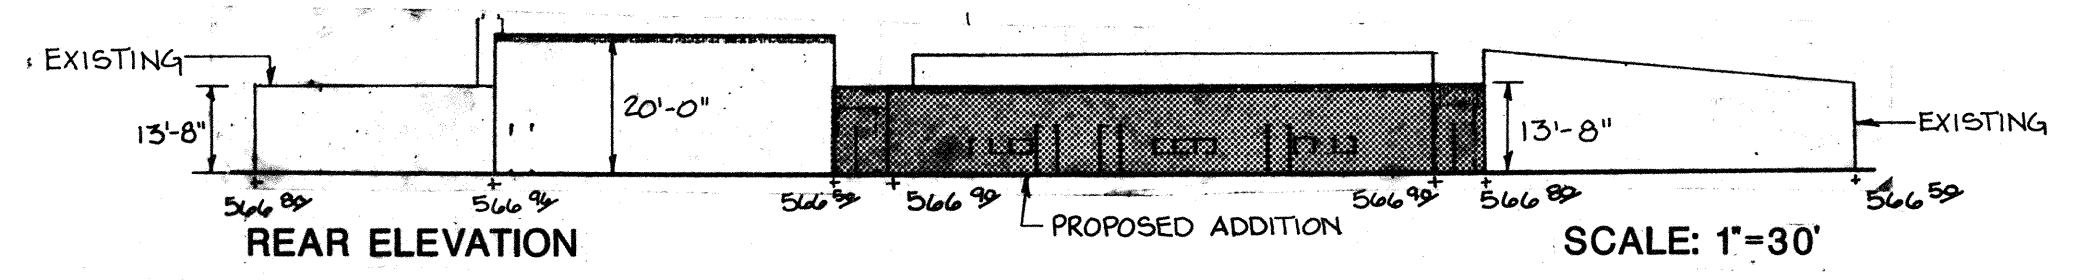 EXISTING
13'-8"
20'-0"
13'-8"
EXISTING
566 80
566 96
566 50
566 90
566 90
566 80
566 50
PROPOSED ADDITION
REAR ELEVATION
SCALE: 1"=30'